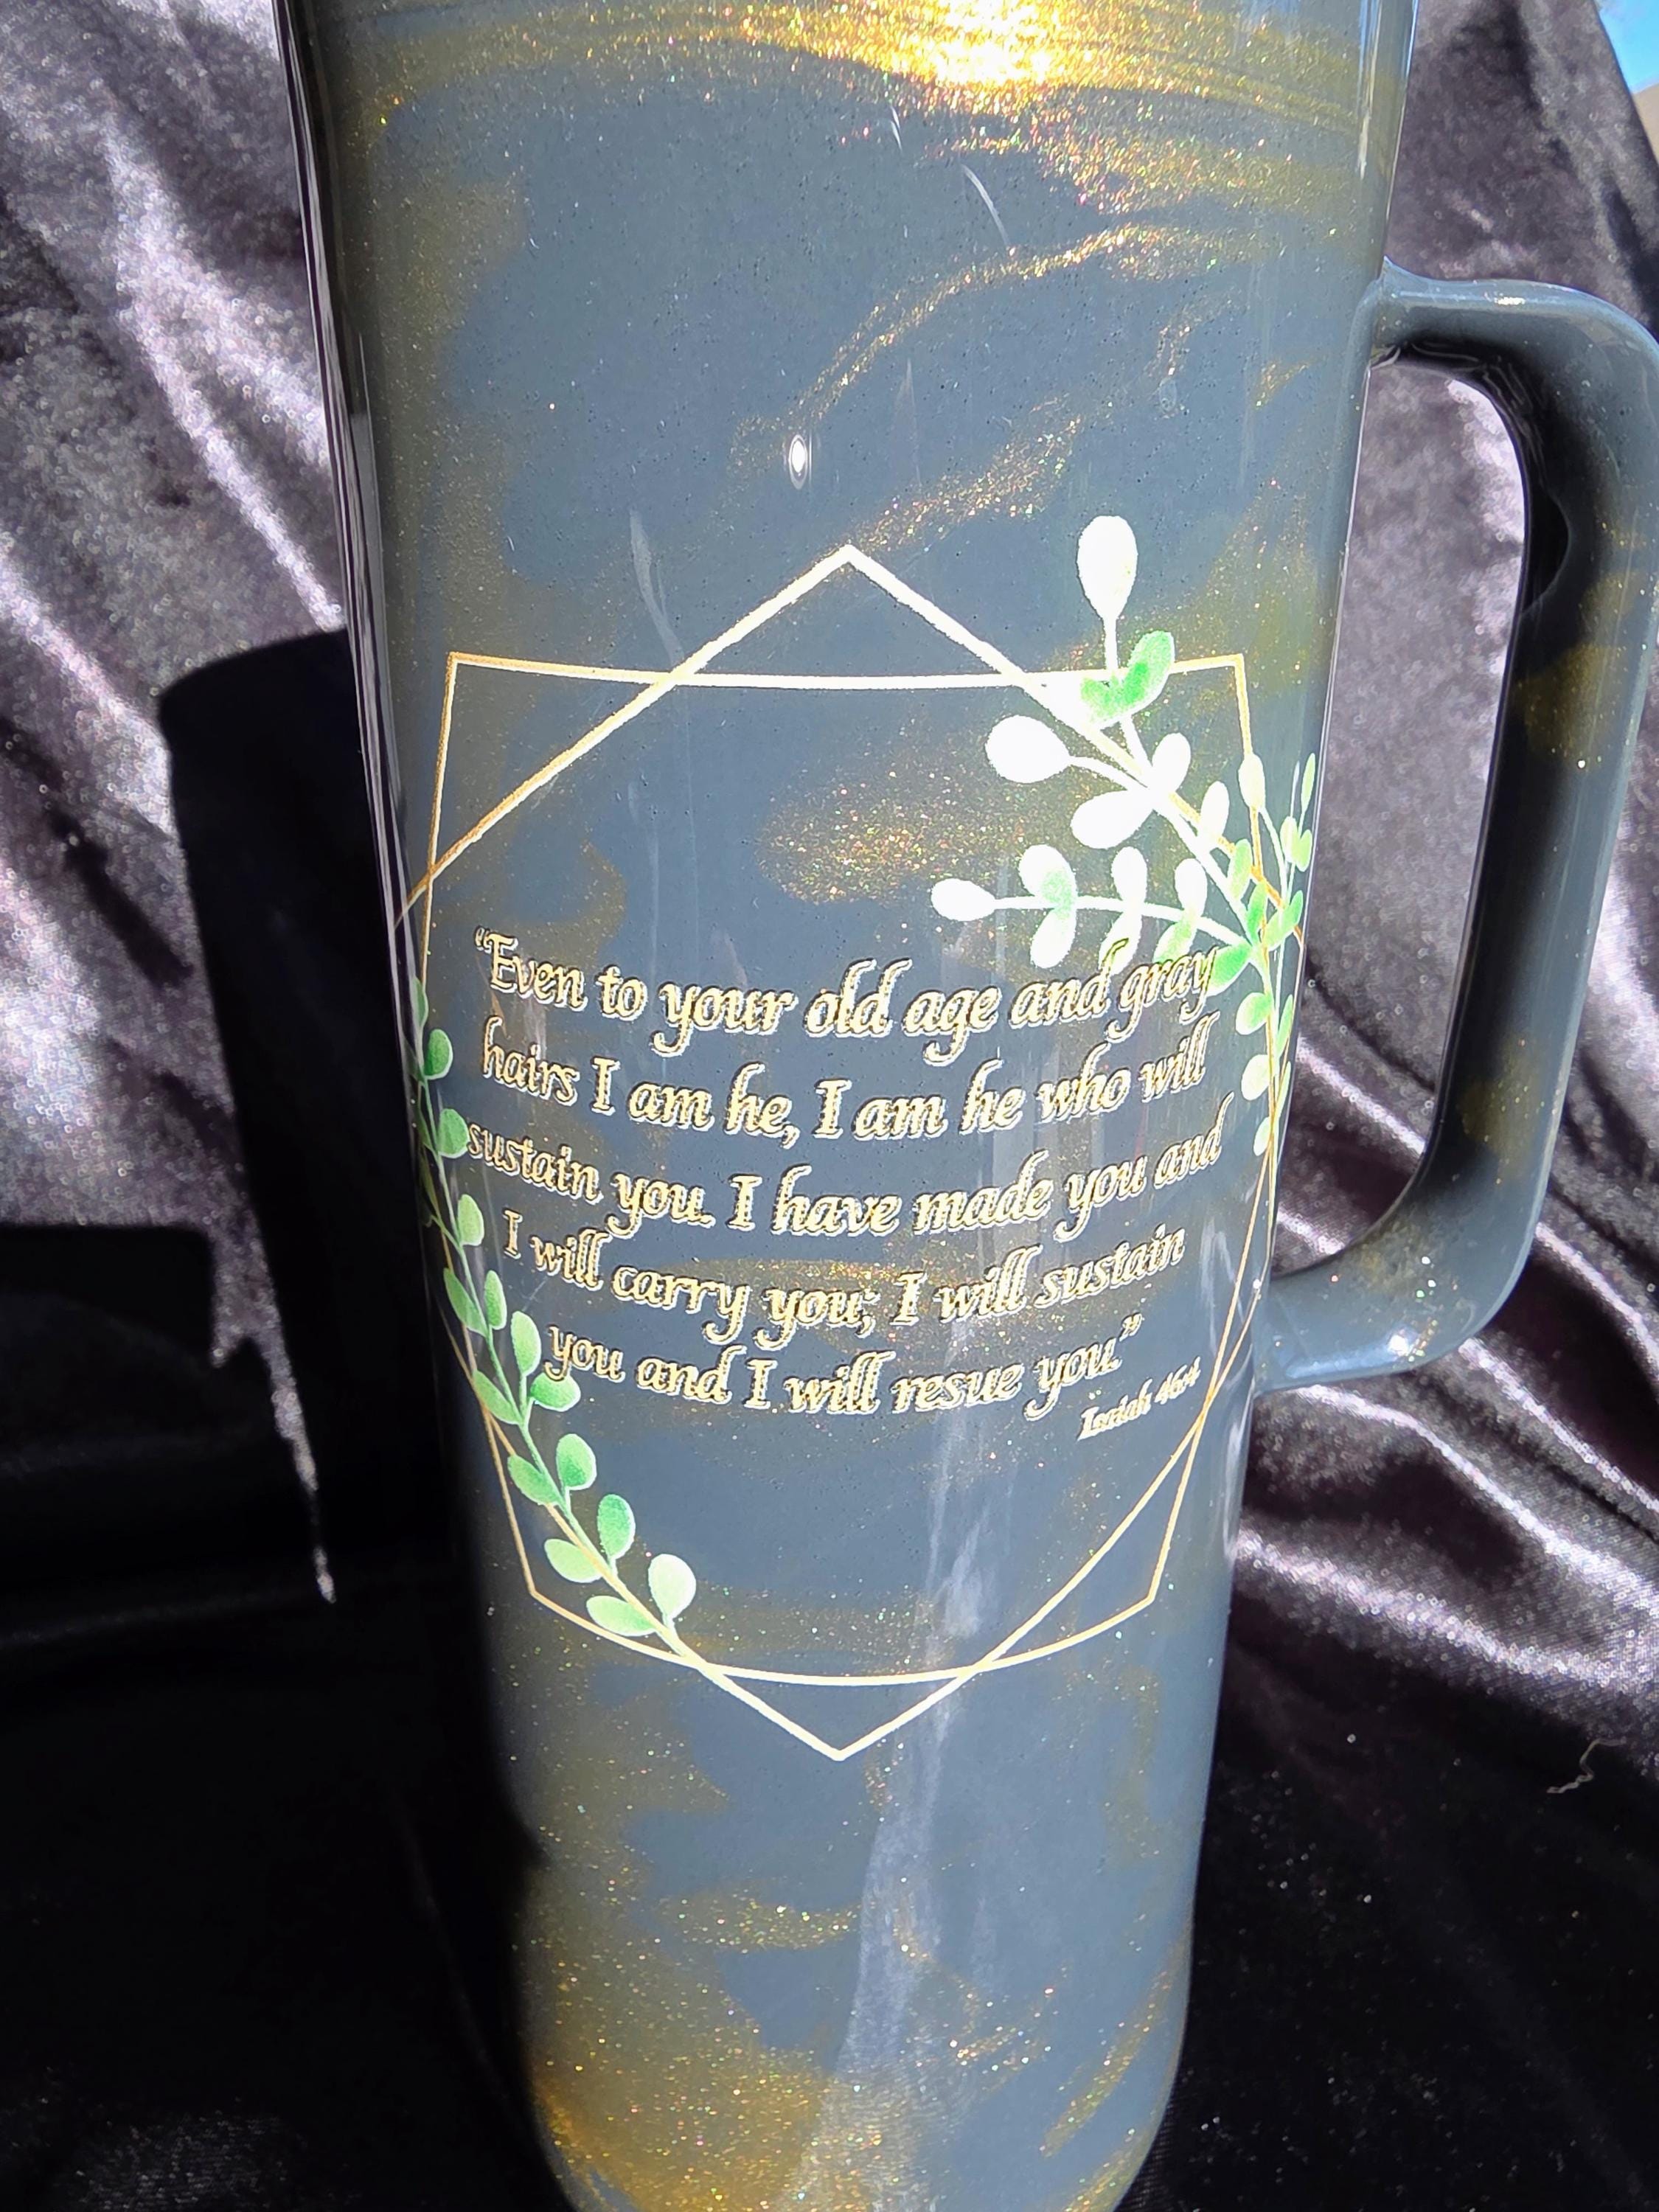 “Even to your old age and gray
hairs I am he, I am he who will
sustain you. I have made you and
I will carry you; I will sustain
you and I will resue you.”
Isaiah 46:4